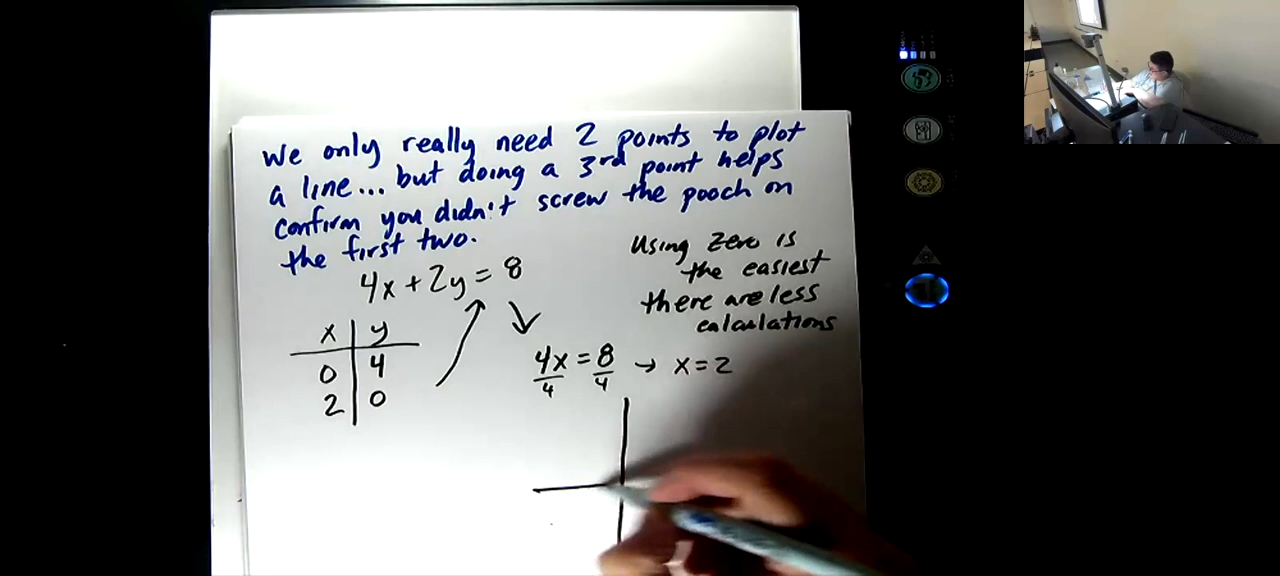 We only really need 2 points to plot
a line... but doing a 3rd point helps
confirm you didn't screw the pooch on
the first two.
Using zero is
the easiest
there are less
calculations
4x + 2y = 8
x | y
0 | 4
2 | 0
4x = 8 → x = 2
4 4